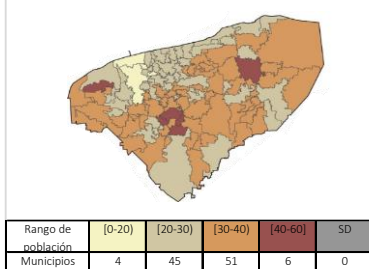 Rango de población [0-20) [20-30) [30-40) [40-60] SD
Municipios 4 45 51 6 0